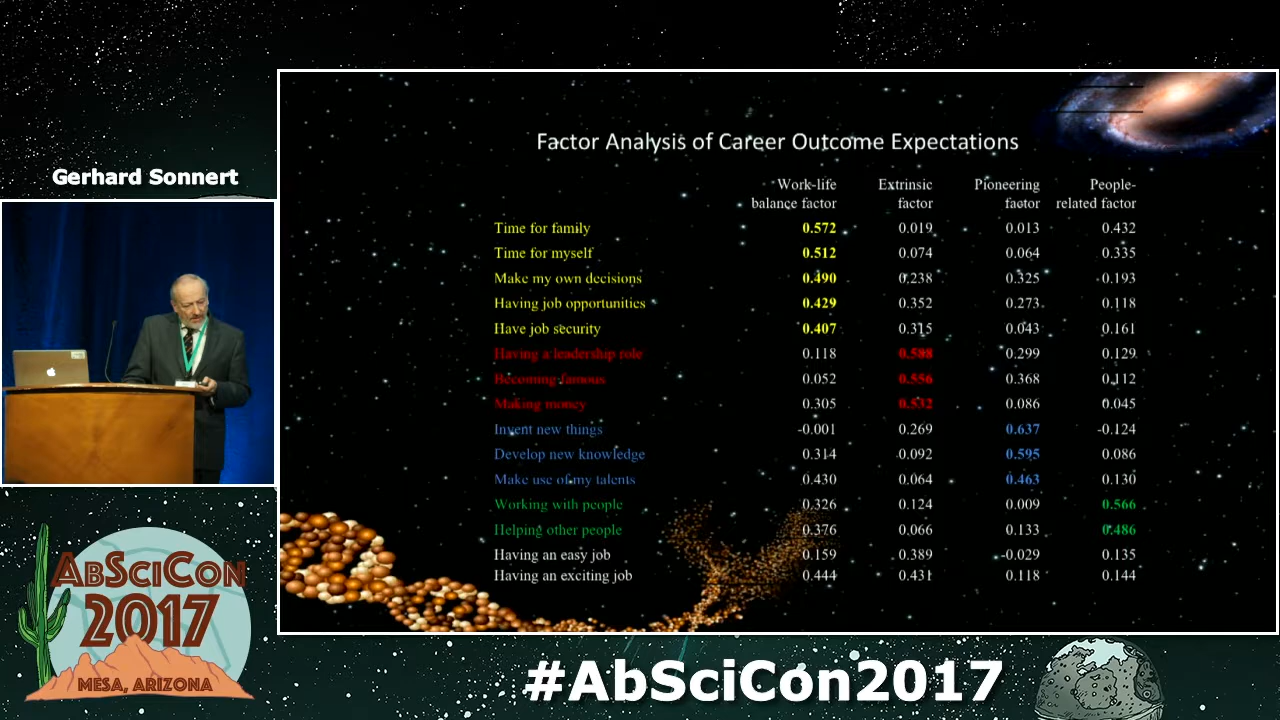 Gerhard Sonnert
Factor Analysis of Career Outcome Expectations
Work-life balance factor Extrinsic factor Pioneering factor People-related factor
Time for family 0.572 0.019 0.013 0.432
Time for myself 0.512 0.074 0.064 0.335
Make my own decisions 0.490 0.238 0.325 -0.193
Having job opportunities 0.429 0.352 0.273 0.118
Have job security 0.407 0.315 0.043 0.161
Having a leadership role 0.118 0.588 0.299 0.129
Becoming famous 0.052 0.556 0.368 0.112
Making money 0.305 0.532 0.086 0.045
Invent new things -0.001 0.269 0.637 -0.124
Develop new knowledge 0.314 -0.092 0.595 0.086
Make use of my talents 0.430 0.064 0.463 0.130
Working with people 0.326 0.124 0.009 0.566
Helping other people 0.376 0.066 0.133 0.486
Having an easy job 0.159 0.389 -0.029 0.135
Having an exciting job 0.444 0.431 0.118 0.144
ABSCICON
2017
MESA, ARIZONA
#AbSciCon2017